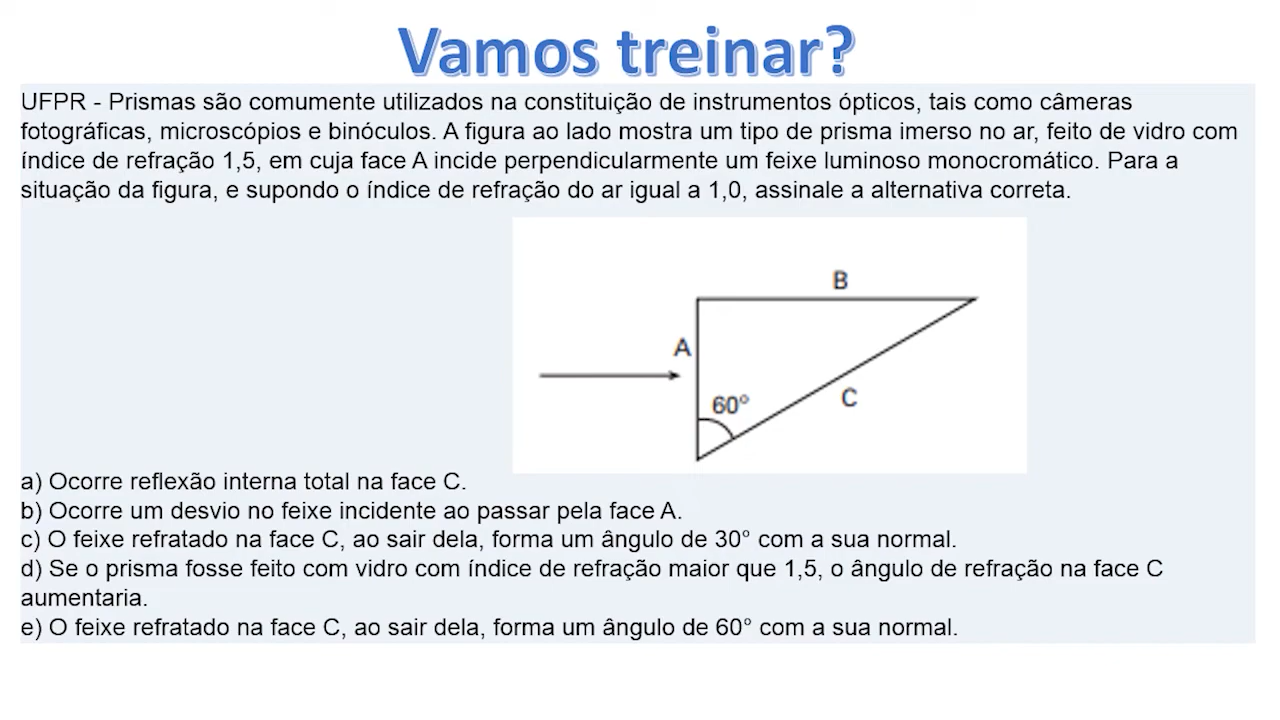 Vamos treinar?
UFPR - Prismas são comumente utilizados na constituição de instrumentos ópticos, tais como câmeras
fotográficas, microscópios e binóculos. A figura ao lado mostra um tipo de prisma imerso no ar, feito de vidro com
índice de refração 1,5, em cuja face A incide perpendicularmente um feixe luminoso monocromático. Para a
situação da figura, e supondo o índice de refração do ar igual a 1,0, assinale a alternativa correta.
B
A
60°
C
a) Ocorre reflexão interna total na face C.
b) Ocorre um desvio no feixe incidente ao passar pela face A.
c) O feixe refratado na face C, ao sair dela, forma um ângulo de 30° com a sua normal.
d) Se o prisma fosse feito com vidro com índice de refração maior que 1,5, o ângulo de refração na face C
aumentaria.
e) O feixe refratado na face C, ao sair dela, forma um ângulo de 60° com a sua normal.